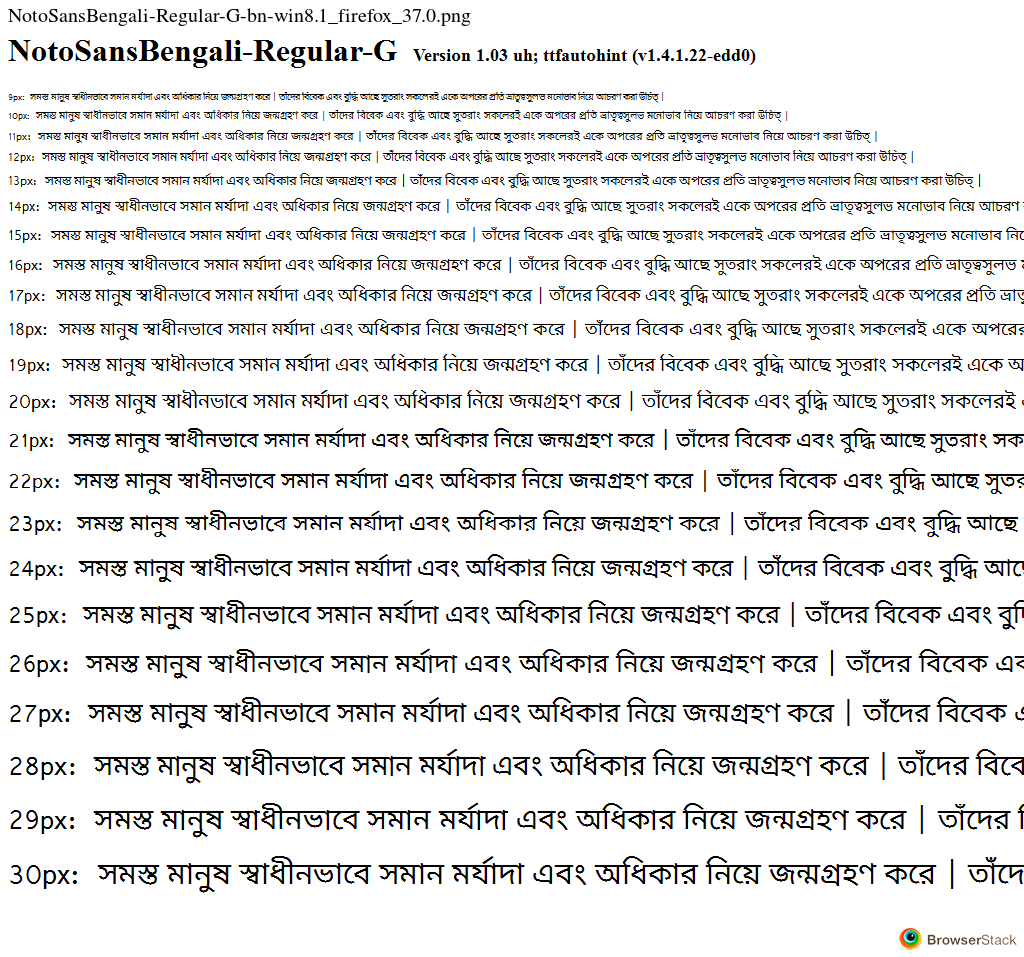 NotoSansBengali-Regular-G-bn-win8.1_firefox_37.0.png
NotoSansBengali-Regular-G Version 1.03 uh; ttfautohint (v1.4.1.22-edd0)
9px: সমস্ত মানুষ স্বাধীনভাবে সমান মর্যাদা এবং অধিকার নিয়ে জন্মগ্রহণ করে | তাঁদের বিবেক এবং বুদ্ধি আছে সুতরাং সকলেরই একে অপরের প্রতি ভ্রাতৃত্বসুলভ মনোভাব নিয়ে আচরণ করা উচিত্ |
10px: সমস্ত মানুষ স্বাধীনভাবে সমান মর্যাদা এবং অধিকার নিয়ে জন্মগ্রহণ করে | তাঁদের বিবেক এবং বুদ্ধি আছে সুতরাং সকলেরই একে অপরের প্রতি ভ্রাতৃত্বসুলভ মনোভাব নিয়ে আচরণ করা উচিত্ |
11px: সমস্ত মানুষ স্বাধীনভাবে সমান মর্যাদা এবং অধিকার নিয়ে জন্মগ্রহণ করে | তাঁদের বিবেক এবং বুদ্ধি আছে সুতরাং সকলেরই একে অপরের প্রতি ভ্রাতৃত্বসুলভ মনোভাব নিয়ে আচরণ করা উচিত্ |
12px: সমস্ত মানুষ স্বাধীনভাবে সমান মর্যাদা এবং অধিকার নিয়ে জন্মগ্রহণ করে | তাঁদের বিবেক এবং বুদ্ধি আছে সুতরাং সকলেরই একে অপরের প্রতি ভ্রাতৃত্বসুলভ মনোভাব নিয়ে আচরণ করা উচিত্ |
13px: সমস্ত মানুষ স্বাধীনভাবে সমান মর্যাদা এবং অধিকার নিয়ে জন্মগ্রহণ করে | তাঁদের বিবেক এবং বুদ্ধি আছে সুতরাং সকলেরই একে অপরের প্রতি ভ্রাতৃত্বসুলভ মনোভাব নিয়ে আচরণ করা উচিত্ |
14px: সমস্ত মানুষ স্বাধীনভাবে সমান মর্যাদা এবং অধিকার নিয়ে জন্মগ্রহণ করে | তাঁদের বিবেক এবং বুদ্ধি আছে সুতরাং সকলেরই একে অপরের প্রতি ভ্রাতৃত্বসুলভ মনোভাব নিয়ে আচরণ
15px: সমস্ত মানুষ স্বাধীনভাবে সমান মর্যাদা এবং অধিকার নিয়ে জন্মগ্রহণ করে | তাঁদের বিবেক এবং বুদ্ধি আছে সুতরাং সকলেরই একে অপরের প্রতি ভ্রাতৃত্বসুলভ মনোভাব
16px: সমস্ত মানুষ স্বাধীনভাবে সমান মর্যাদা এবং অধিকার নিয়ে জন্মগ্রহণ করে | তাঁদের বিবেক এবং বুদ্ধি আছে সুতরাং সকলেরই একে অপরের প্রতি ভ্রাতৃত্বসুলভ
17px: সমস্ত মানুষ স্বাধীনভাবে সমান মর্যাদা এবং অধিকার নিয়ে জন্মগ্রহণ করে | তাঁদের বিবেক এবং বুদ্ধি আছে সুতরাং সকলেরই একে অপরের প্রতি
18px: সমস্ত মানুষ স্বাধীনভাবে সমান মর্যাদা এবং অধিকার নিয়ে জন্মগ্রহণ করে | তাঁদের বিবেক এবং বুদ্ধি আছে সুতরাং সকলেরই একে অপরের
19px: সমস্ত মানুষ স্বাধীনভাবে সমান মর্যাদা এবং অধিকার নিয়ে জন্মগ্রহণ করে | তাঁদের বিবেক এবং বুদ্ধি আছে সুতরাং সকলেরই একে
20px: সমস্ত মানুষ স্বাধীনভাবে সমান মর্যাদা এবং অধিকার নিয়ে জন্মগ্রহণ করে | তাঁদের বিবেক এবং বুদ্ধি আছে সুতরাং সকলেরই
21px: সমস্ত মানুষ স্বাধীনভাবে সমান মর্যাদা এবং অধিকার নিয়ে জন্মগ্রহণ করে | তাঁদের বিবেক এবং বুদ্ধি আছে সুতরাং সক
22px: সমস্ত মানুষ স্বাধীনভাবে সমান মর্যাদা এবং অধিকার নিয়ে জন্মগ্রহণ করে | তাঁদের বিবেক এবং বুদ্ধি আছে সুতর
23px: সমস্ত মানুষ স্বাধীনভাবে সমান মর্যাদা এবং অধিকার নিয়ে জন্মগ্রহণ করে | তাঁদের বিবেক এবং বুদ্ধি আছে
24px: সমস্ত মানুষ স্বাধীনভাবে সমান মর্যাদা এবং অধিকার নিয়ে জন্মগ্রহণ করে | তাঁদের বিবেক এবং বুদ্ধি আছে
25px: সমস্ত মানুষ স্বাধীনভাবে সমান মর্যাদা এবং অধিকার নিয়ে জন্মগ্রহণ করে | তাঁদের বিবেক এবং
26px: সমস্ত মানুষ স্বাধীনভাবে সমান মর্যাদা এবং অধিকার নিয়ে জন্মগ্রহণ করে | তাঁদের বিবেক এব
27px: সমস্ত মানুষ স্বাধীনভাবে সমান মর্যাদা এবং অধিকার নিয়ে জন্মগ্রহণ করে | তাঁদের বিবেক
28px: সমস্ত মানুষ স্বাধীনভাবে সমান মর্যাদা এবং অধিকার নিয়ে জন্মগ্রহণ করে | তাঁদের বিবে
29px: সমস্ত মানুষ স্বাধীনভাবে সমান মর্যাদা এবং অধিকার নিয়ে জন্মগ্রহণ করে | তাঁদের
30px: সমস্ত মানুষ স্বাধীনভাবে সমান মর্যাদা এবং অধিকার নিয়ে জন্মগ্রহণ করে | তাঁদে
BrowserStack